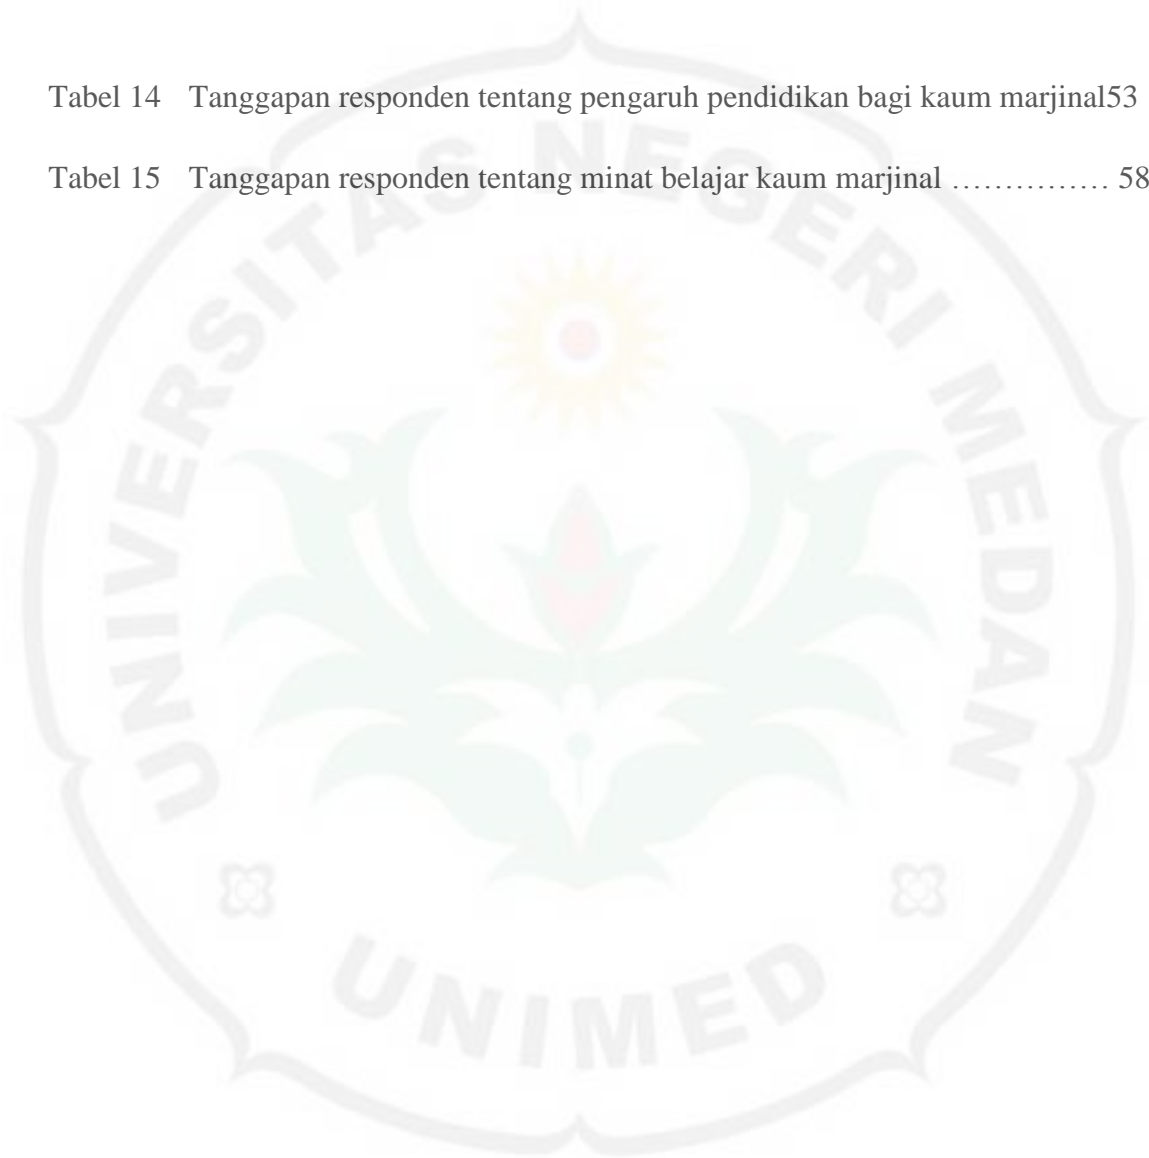 Tabel 14 Tanggapan responden tentang pengaruh pendidikan bagi kaum marjinal53
Tabel 15 Tanggapan responden tentang minat belajar kaum marjinal …………… 58
UNIVERSITAS NEGERI MEDAN
UNIMED